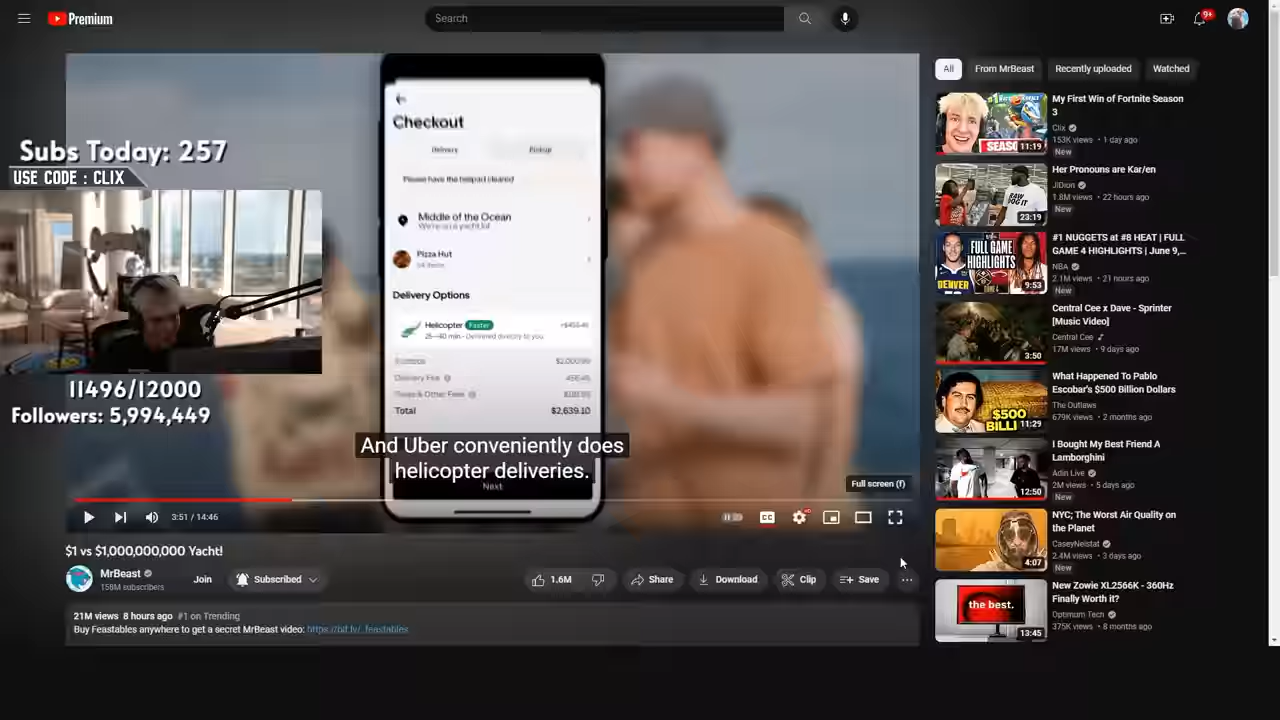 Premium
Search
9+
Checkout
Delivery
Pickup
Middle of the Ocean
Pizza Hut
Delivery Options
Helicopter Faster
Delivery Fee
Total $2,639.10
And Uber conveniently does
helicopter deliveries.
Next
Full screen (f)
3:51 / 14:46
CC
Subs Today: 257
USE CODE : CLIX
11496/12000
Followers: 5,994,449
$1 vs $1,000,000,000 Yacht!
MrBeast
158M subscribers
Join
Subscribed
1.6M
Share
Download
Clip
Save
21M views 8 hours ago #1 on Trending
Buy Feastables anywhere to get a secret MrBeast video:
All
From MrBeast
Recently uploaded
Watched
SEASO
11:19
My First Win of Fortnite Season
3
Clix
153K views • 1 day ago
New
RAW
DOG IT
23:19
Her Pronouns are Kar/en
JiDion
1.8M views • 22 hours ago
New
FULL GAME
HIGHLIGHTS
DENVER
9:53
#1 NUGGETS at #8 HEAT | FULL
GAME 4 HIGHLIGHTS | June 9,...
NBA
2.1M views • 21 hours ago
New
3:50
Central Cee x Dave - Sprinter
[Music Video]
Central Cee
17M views • 9 days ago
$500
BILLI
11:29
What Happened To Pablo
Escobar's $500 Billion Dollars
The Outlaws
679K views • 2 months ago
12:50
I Bought My Best Friend A
Lamborghini
Adin Live
2M views • 5 days ago
New
4:07
NYC; The Worst Air Quality on
the Planet
CaseyNeistat
2.4M views • 3 days ago
New
the best.
13:45
New Zowie XL2566K - 360Hz
Finally Worth it?
Optimum Tech
375K views • 8 months ago